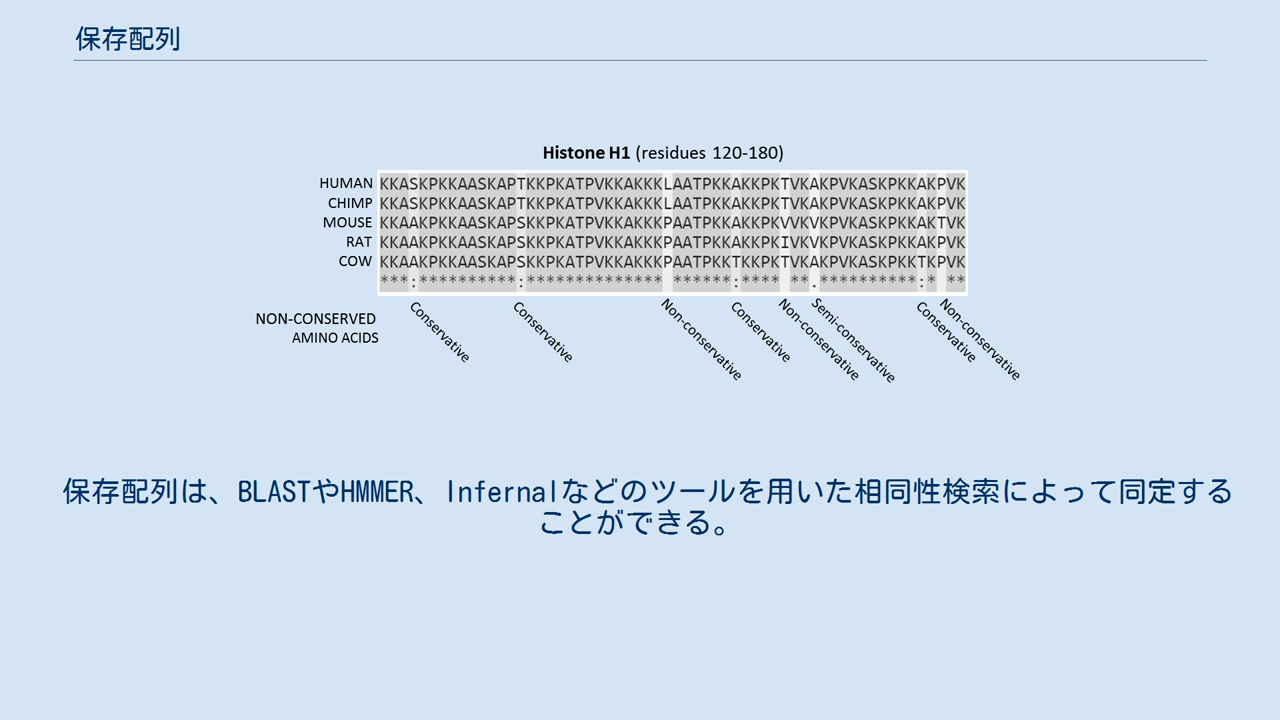 保存配列
Histone H1 (residues 120-180)
HUMAN KKASKPKKAASKAPTKKPKATPVKKAKKKLAATPKKAKKPKTVKAKPVKASKPKKAKPVK
CHIMP KKASKPKKAASKAPTKKPKATPVKKAKKKLAATPKKAKKPKTVKAKPVKASKPKKAKPVK
MOUSE KKAAKPKKAASKAPSKKPKATPVKKAKKKPAATPKKAKKPKVVKVKPVKASKPKKAKTVK
RAT KKAAKPKKAASKAPSKKPKATPVKKAKKKPAATPKKAKKPKIVKVKPVKASKPKKAKPVK
COW KKAAKPKKAASKAPSKKPKATPVKKAKKKPAATPKKTKKPKTVKAKPVKASKPKKTKPVK
***:**********:************** ******:**** **.**********:* **
NON-CONSERVED
AMINO ACIDS
Conservative
Conservative
Non-conservative
Conservative
Non-conservative
Semi-conservative
Conservative
Non-conservative
保存配列は、BLASTやHMMER、Infernalなどのツールを用いた相同性検索によって同定する
ことができる。